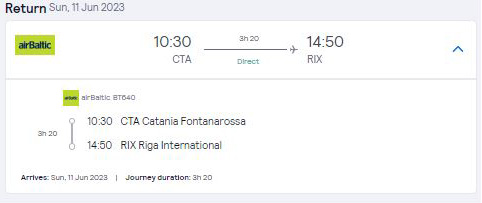 Return Sun, 11 Jun 2023
airBaltic
10:30 3h 20 14:50
CTA Direct RIX
airBaltic airBaltic BT640
10:30 CTA Catania Fontanarossa
3h 20
14:50 RIX Riga International
Arrives: Sun, 11 Jun 2023 | Journey duration: 3h 20